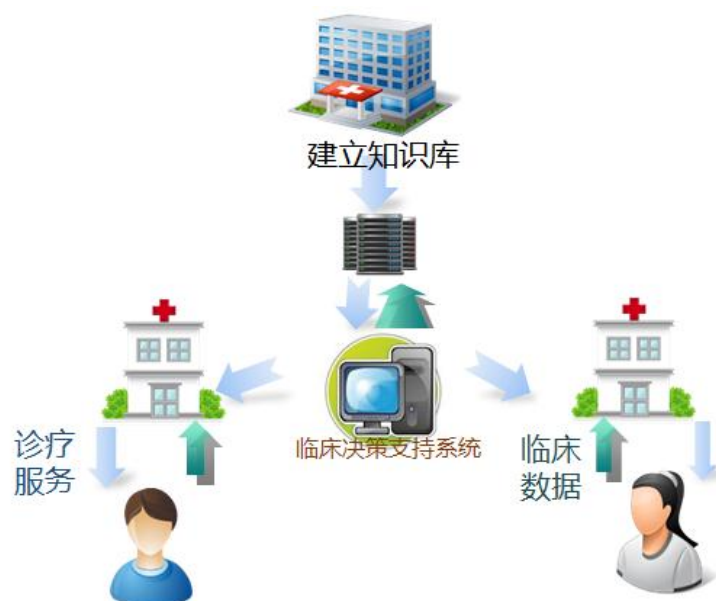 建立知识库
临床决策支持系统
诊疗
服务
临床
数据